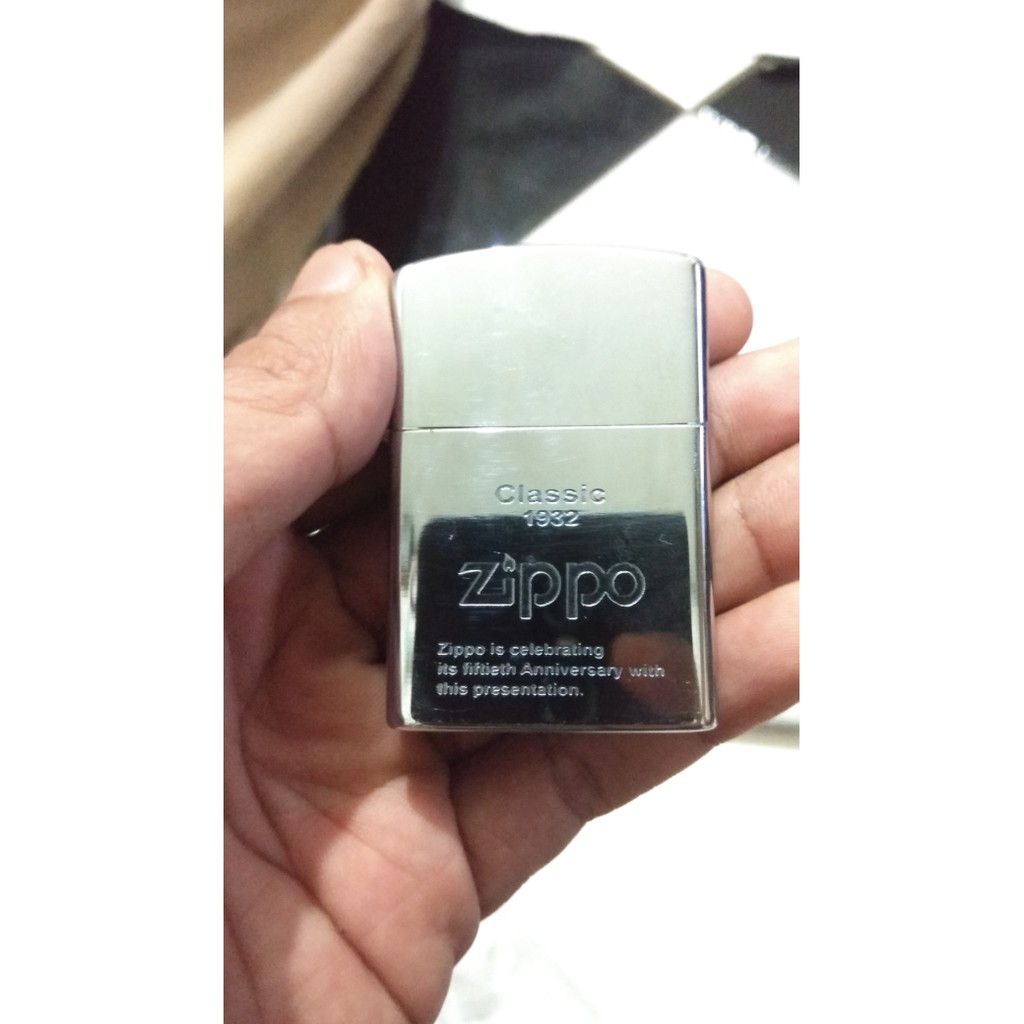 Classic
1932
Zippo
Zippo is celebrating
its fiftieth Anniversary with
this presentation.